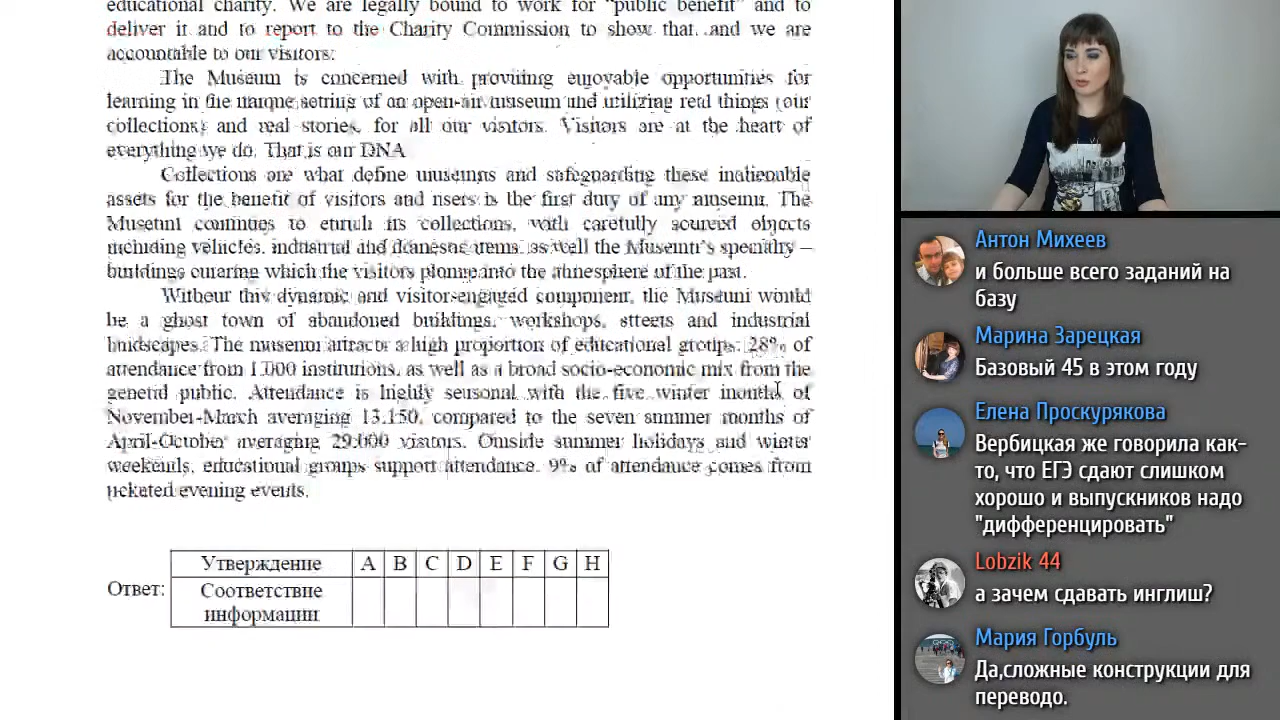 educational charity. We are legally bound to work for "public benefit" and to
deliver it and to report to the Charity Commission to show that and we are
accountable to our visitors.
The Museum is concerned with providing enjoyable opportunities for
learning in the unique setting of an open-air museum and utilizing real things (our
collections) and real stories, for all our visitors. Visitors are at the heart of
everything we do. That is our DNA
Collections are what define museums and safeguarding these inalienable
assets for the benefit of visitors and users is the first duty of any museum. The
Museum continues to enrich its collections, with carefully sourced objects
including vehicles, industrial and domestic items, as well the Museum's specialty –
buildings curating which the visitors plunge into the atmosphere of the past.
Without this dynamic and visitor-engaged component, the Museum would
be a ghost town of abandoned buildings, workshops, streets and industrial
landscapes. The museum attracts a high proportion of educational groups: 28% of
attendance from 1,000 institutions, as well as a broad socio-economic mix from the
general public. Attendance is highly seasonal with the five winter months of
November-March averaging 13,150, compared to the seven summer months of
April-October averaging 29,000 visitors. Outside summer holidays and winter
weekends, educational groups support attendance. 9% of attendance comes from
ticketed evening events.
Ответ:
Утверждение A B C D E F G H
Соответствие
информации
Антон Михеев
и больше всего заданий на
базу
Марина Зарецкая
Базовый 45 в этом году
Елена Проскурякова
Вербицкая же говорила как-
то, что ЕГЭ сдают слишком
хорошо и выпускников надо
"дифференцировать"
Lobzik 44
а зачем сдавать инглиш?
Мария Горбуль
Да,сложные конструкции для
переводо.